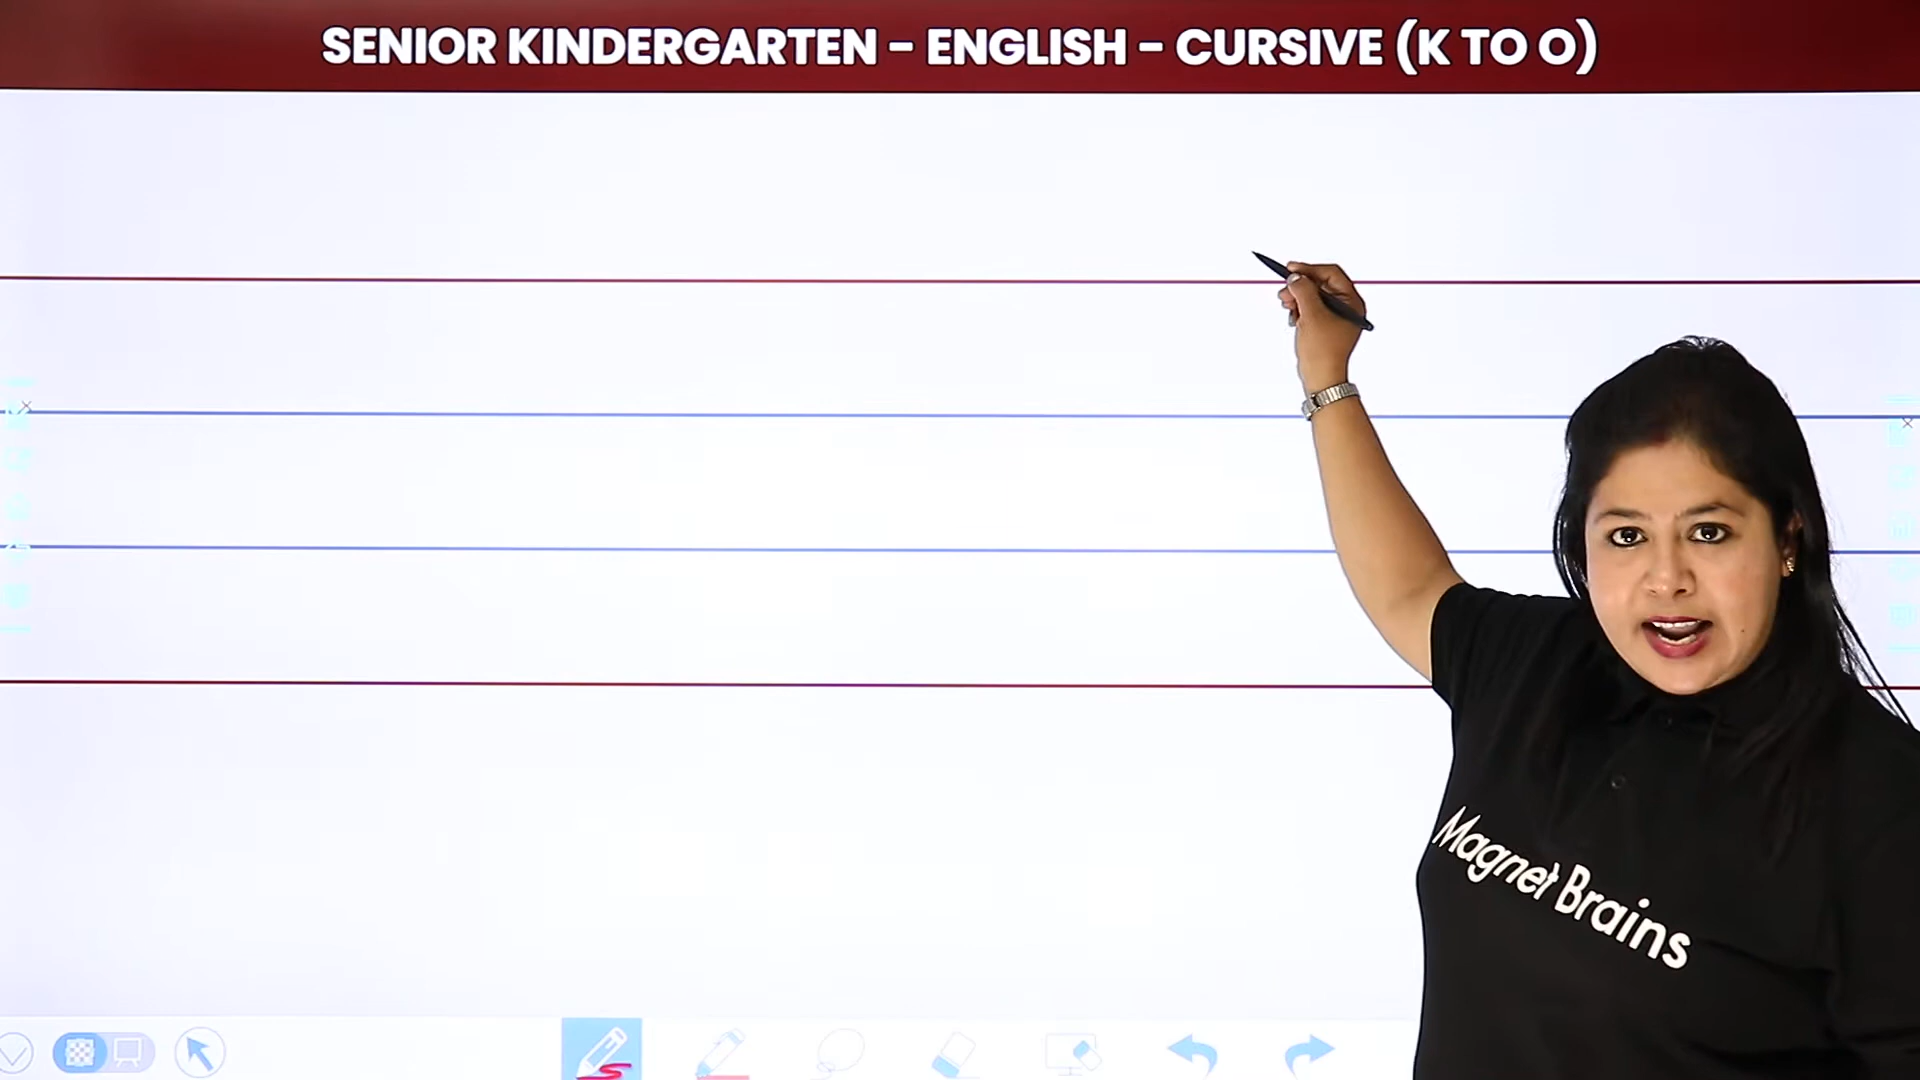 SENIOR KINDERGARTEN – ENGLISH – CURSIVE (K TO O)
Magnet Brains